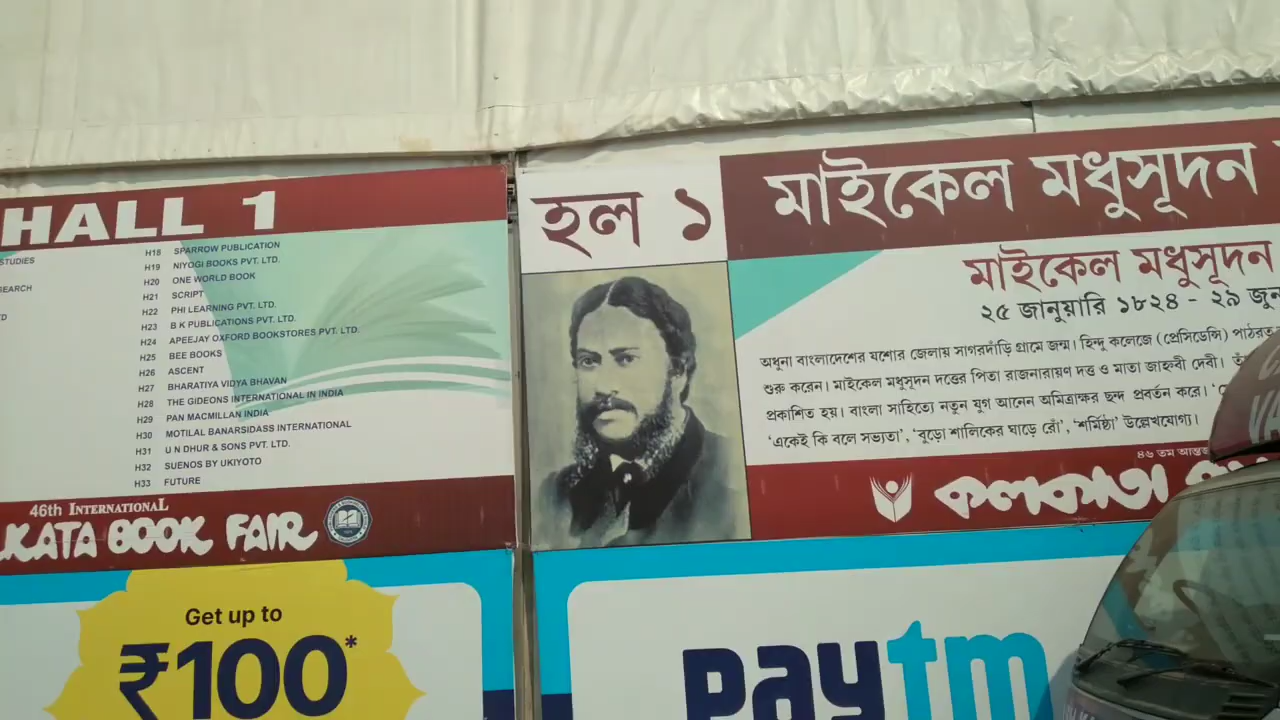 HALL 1
STUDIES
H18 SPARROW PUBLICATION
H19 NIYOGI BOOKS PVT. LTD.
H20 ONE WORLD BOOK
H21 SCRIPT
H22 PHI LEARNING PVT. LTD.
H23 B K PUBLICATIONS PVT. LTD.
H24 APEEJAY OXFORD BOOKSTORES PVT. LTD.
H25 BEE BOOKS
H26 ASCENT
H27 BHARATIYA VIDYA BHAVAN
H28 THE GIDEONS INTERNATIONAL IN INDIA
H29 PAN MACMILLAN INDIA
H30 MOTILAL BANARSIDASS INTERNATIONAL
H31 U N DHUR & SONS PVT. LTD.
H32 SUENOS BY UKIYOTO
H33 FUTURE
46th INTERNATIONAL
KATA BOOK FAIR
Get up to
₹100*
হল ১
মাইকেল মধুসূদন
মাইকেল মধুসূদন
২৫ জানুয়ারি ১৮২৪ - ২৯ জুন
অধুনা বাংলাদেশের যশোর জেলায় সাগরদাঁড়ি গ্রামে জন্ম। হিন্দু কলেজে (প্রেসিডেন্সি) পাঠরত
শুরু করেন। মাইকেল মধুসূদন দত্তের পিতা রাজনারায়ণ দত্ত ও মাতা জাহ্নবী দেবী।
প্রকাশিত হয়। বাংলা সাহিত্যে নতুন যুগ আনেন অমিত্রাক্ষর ছন্দ প্রবর্তন করে।
'একেই কি বলে সভ্যতা', 'বুড়ো শালিকের ঘাড়ে রোঁ', 'শর্মিষ্ঠা' উল্লেখযোগ্য।
৪৬ তম
কলকাতা
paytm